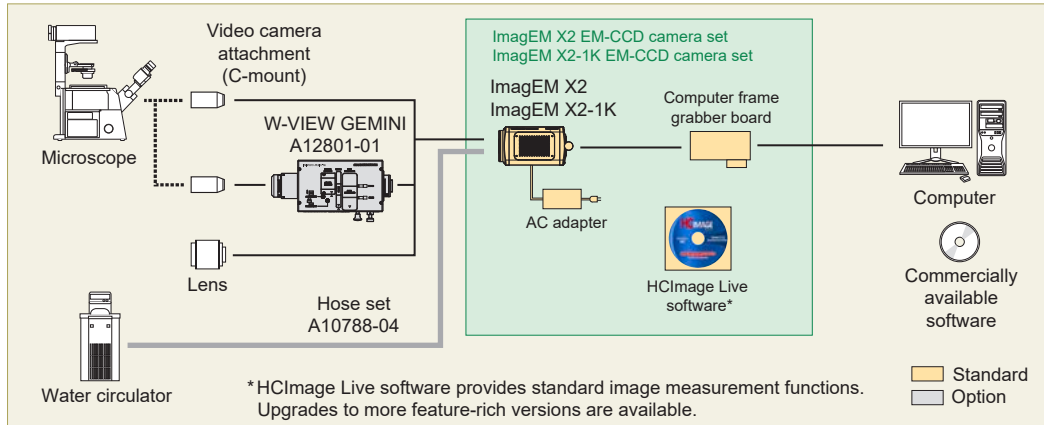 Video camera
attachment
(C-mount)
Microscope
W-VIEW GEMINI
A12801-01
Lens
Hose set
A10788-04
Water circulator
ImagEM X2 EM-CCD camera set
ImagEM X2-1K EM-CCD camera set
ImagEM X2
ImagEM X2-1K
Computer frame
grabber board
AC adapter
HCIMAGE
HCImage Live
software*
Computer
Commercially
available
software
*HCImage Live software provides standard image measurement functions.
Upgrades to more feature-rich versions are available.
Standard
Option